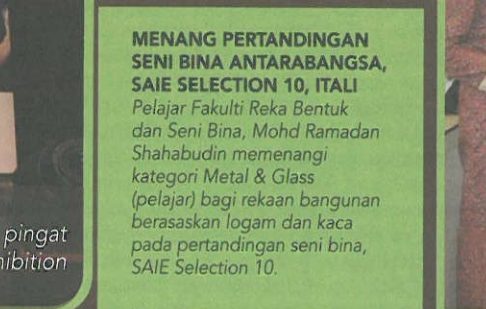 MENANG PERTANDINGAN
SENI BINA ANTARABANGSA,
SAIE SELECTION 10, ITALI
Pelajar Fakulti Reka Bentuk
dan Seni Bina, Mohd Ramadan
Shahabudin memenangi
kategori Metal & Glass
(pelajar) bagi rekaan bangunan
berasaskan logam dan kaca
pada pertandingan seni bina,
SAIE Selection 10.
pingat